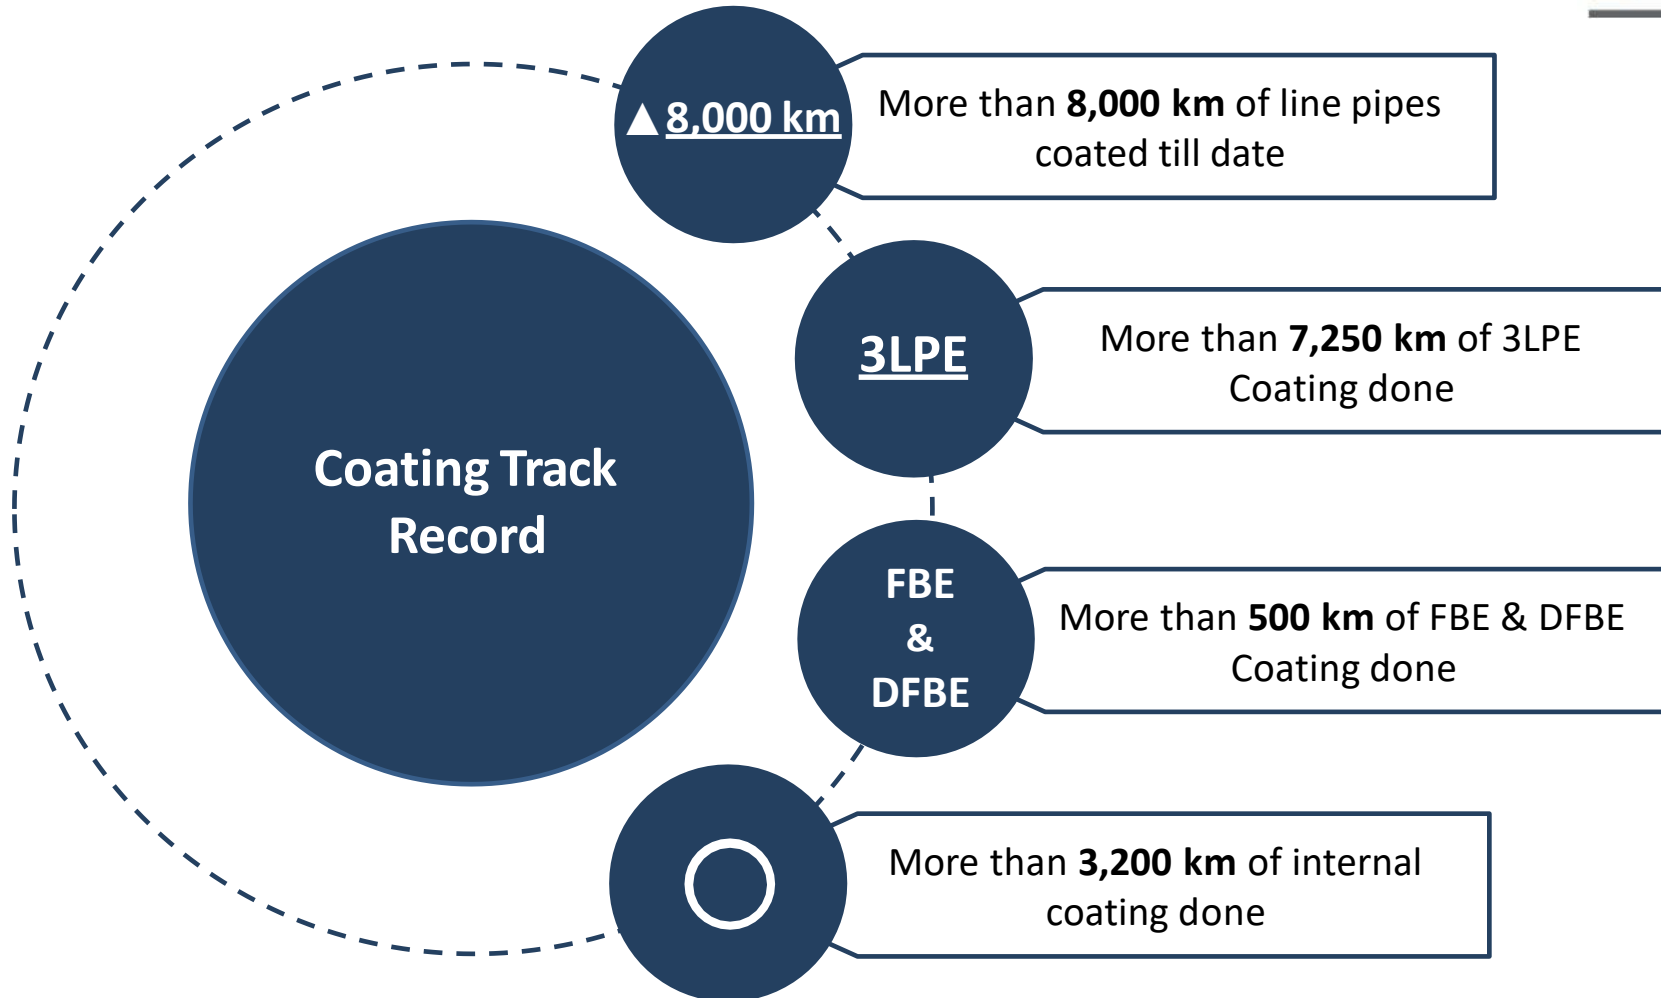 Coating Track
Record
▲8,000 km
More than 8,000 km of line pipes
coated till date
3LPE
More than 7,250 km of 3LPE
Coating done
FBE
&
DFBE
More than 500 km of FBE & DFBE
Coating done
More than 3,200 km of internal
coating done